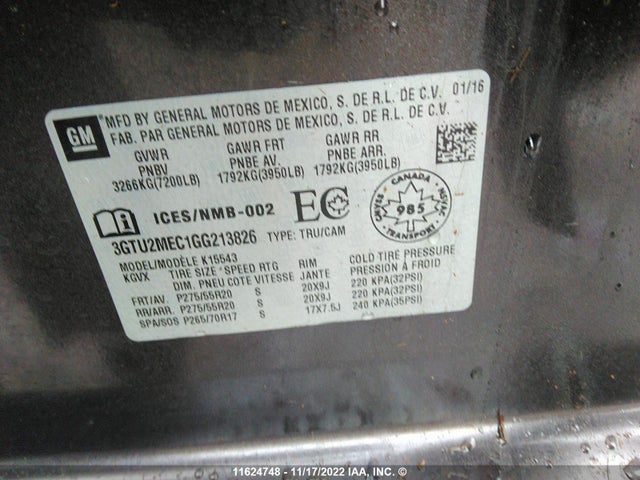 GM
MFD BY GENERAL MOTORS DE MEXICO, S. DE R.L. DE C.V. 01/16
FAB. PAR GENERAL MOTORS DE MEXICO, S. DE R.L. DE C.V.
GVWR GAWR FRT GAWR RR
PNBV PNBE AV. PNBE ARR.
3266KG(7200LB) 1792KG(3950LB) 1792KG(3950LB)
ICES/NMB-002 EC
CANADA
985
3GTU2MEC1GG213826 TYPE: TRU/CAM
MODEL/MODÈLE K15543
KGVX TIRE SIZE SPEED RTG RIM COLD TIRE PRESSURE
DIM. PNEU COTE VITESSE JANTE PRESSION À FROID
FRT/AV. P275/55R20 S 20X9J 220 KPA(32PSI)
RR/ARR. P275/55R20 S 20X9J 220 KPA(32PSI)
SPA/SOS P265/70R17 S 17X7.5J 240 KPA(35PSI)
11624748 - 11/17/2022 IAA, INC. ©